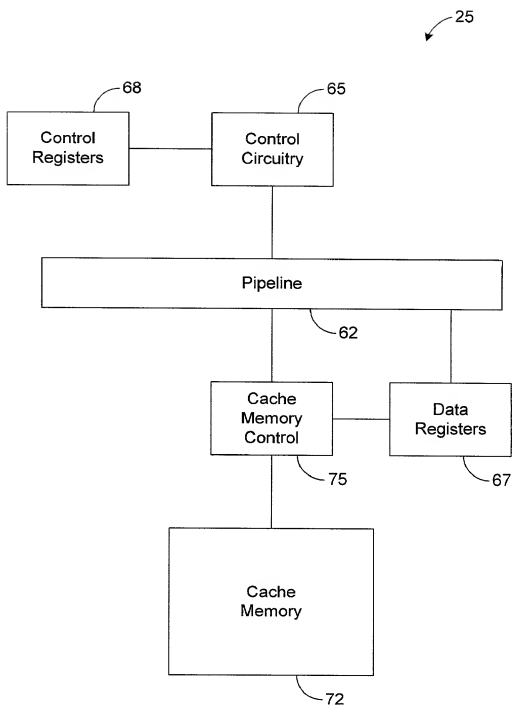 25
68
65
Control
Registers
Control
Circuitry
Pipeline
62
Cache
Memory
Control
Data
Registers
75
67
Cache
Memory
72